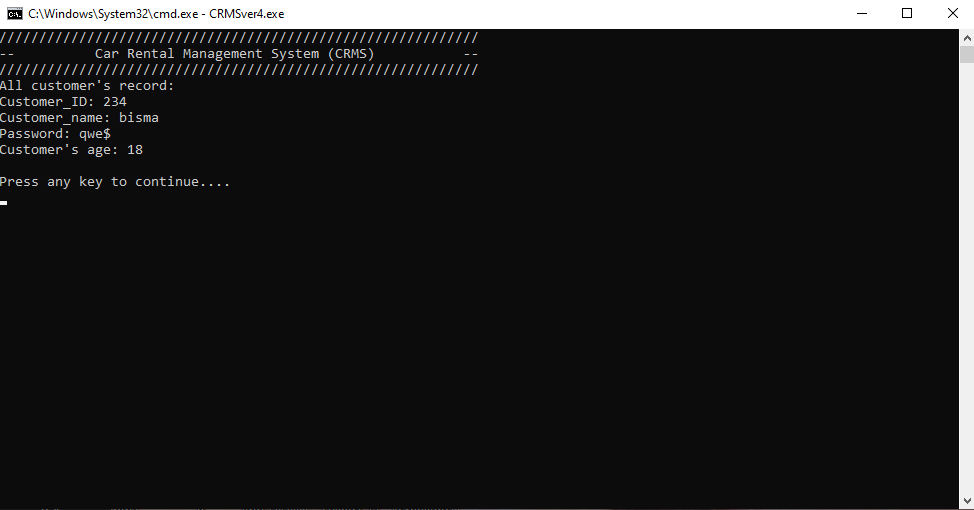 C:\Windows\System32\cmd.exe - CRMSver4.exe
////////////////////////////////////////////////////////////
--          Car Rental Management System (CRMS)           --
////////////////////////////////////////////////////////////
All customer's record:
Customer_ID: 234
Customer_name: bisma
Password: qwe$
Customer's age: 18
Press any key to continue....